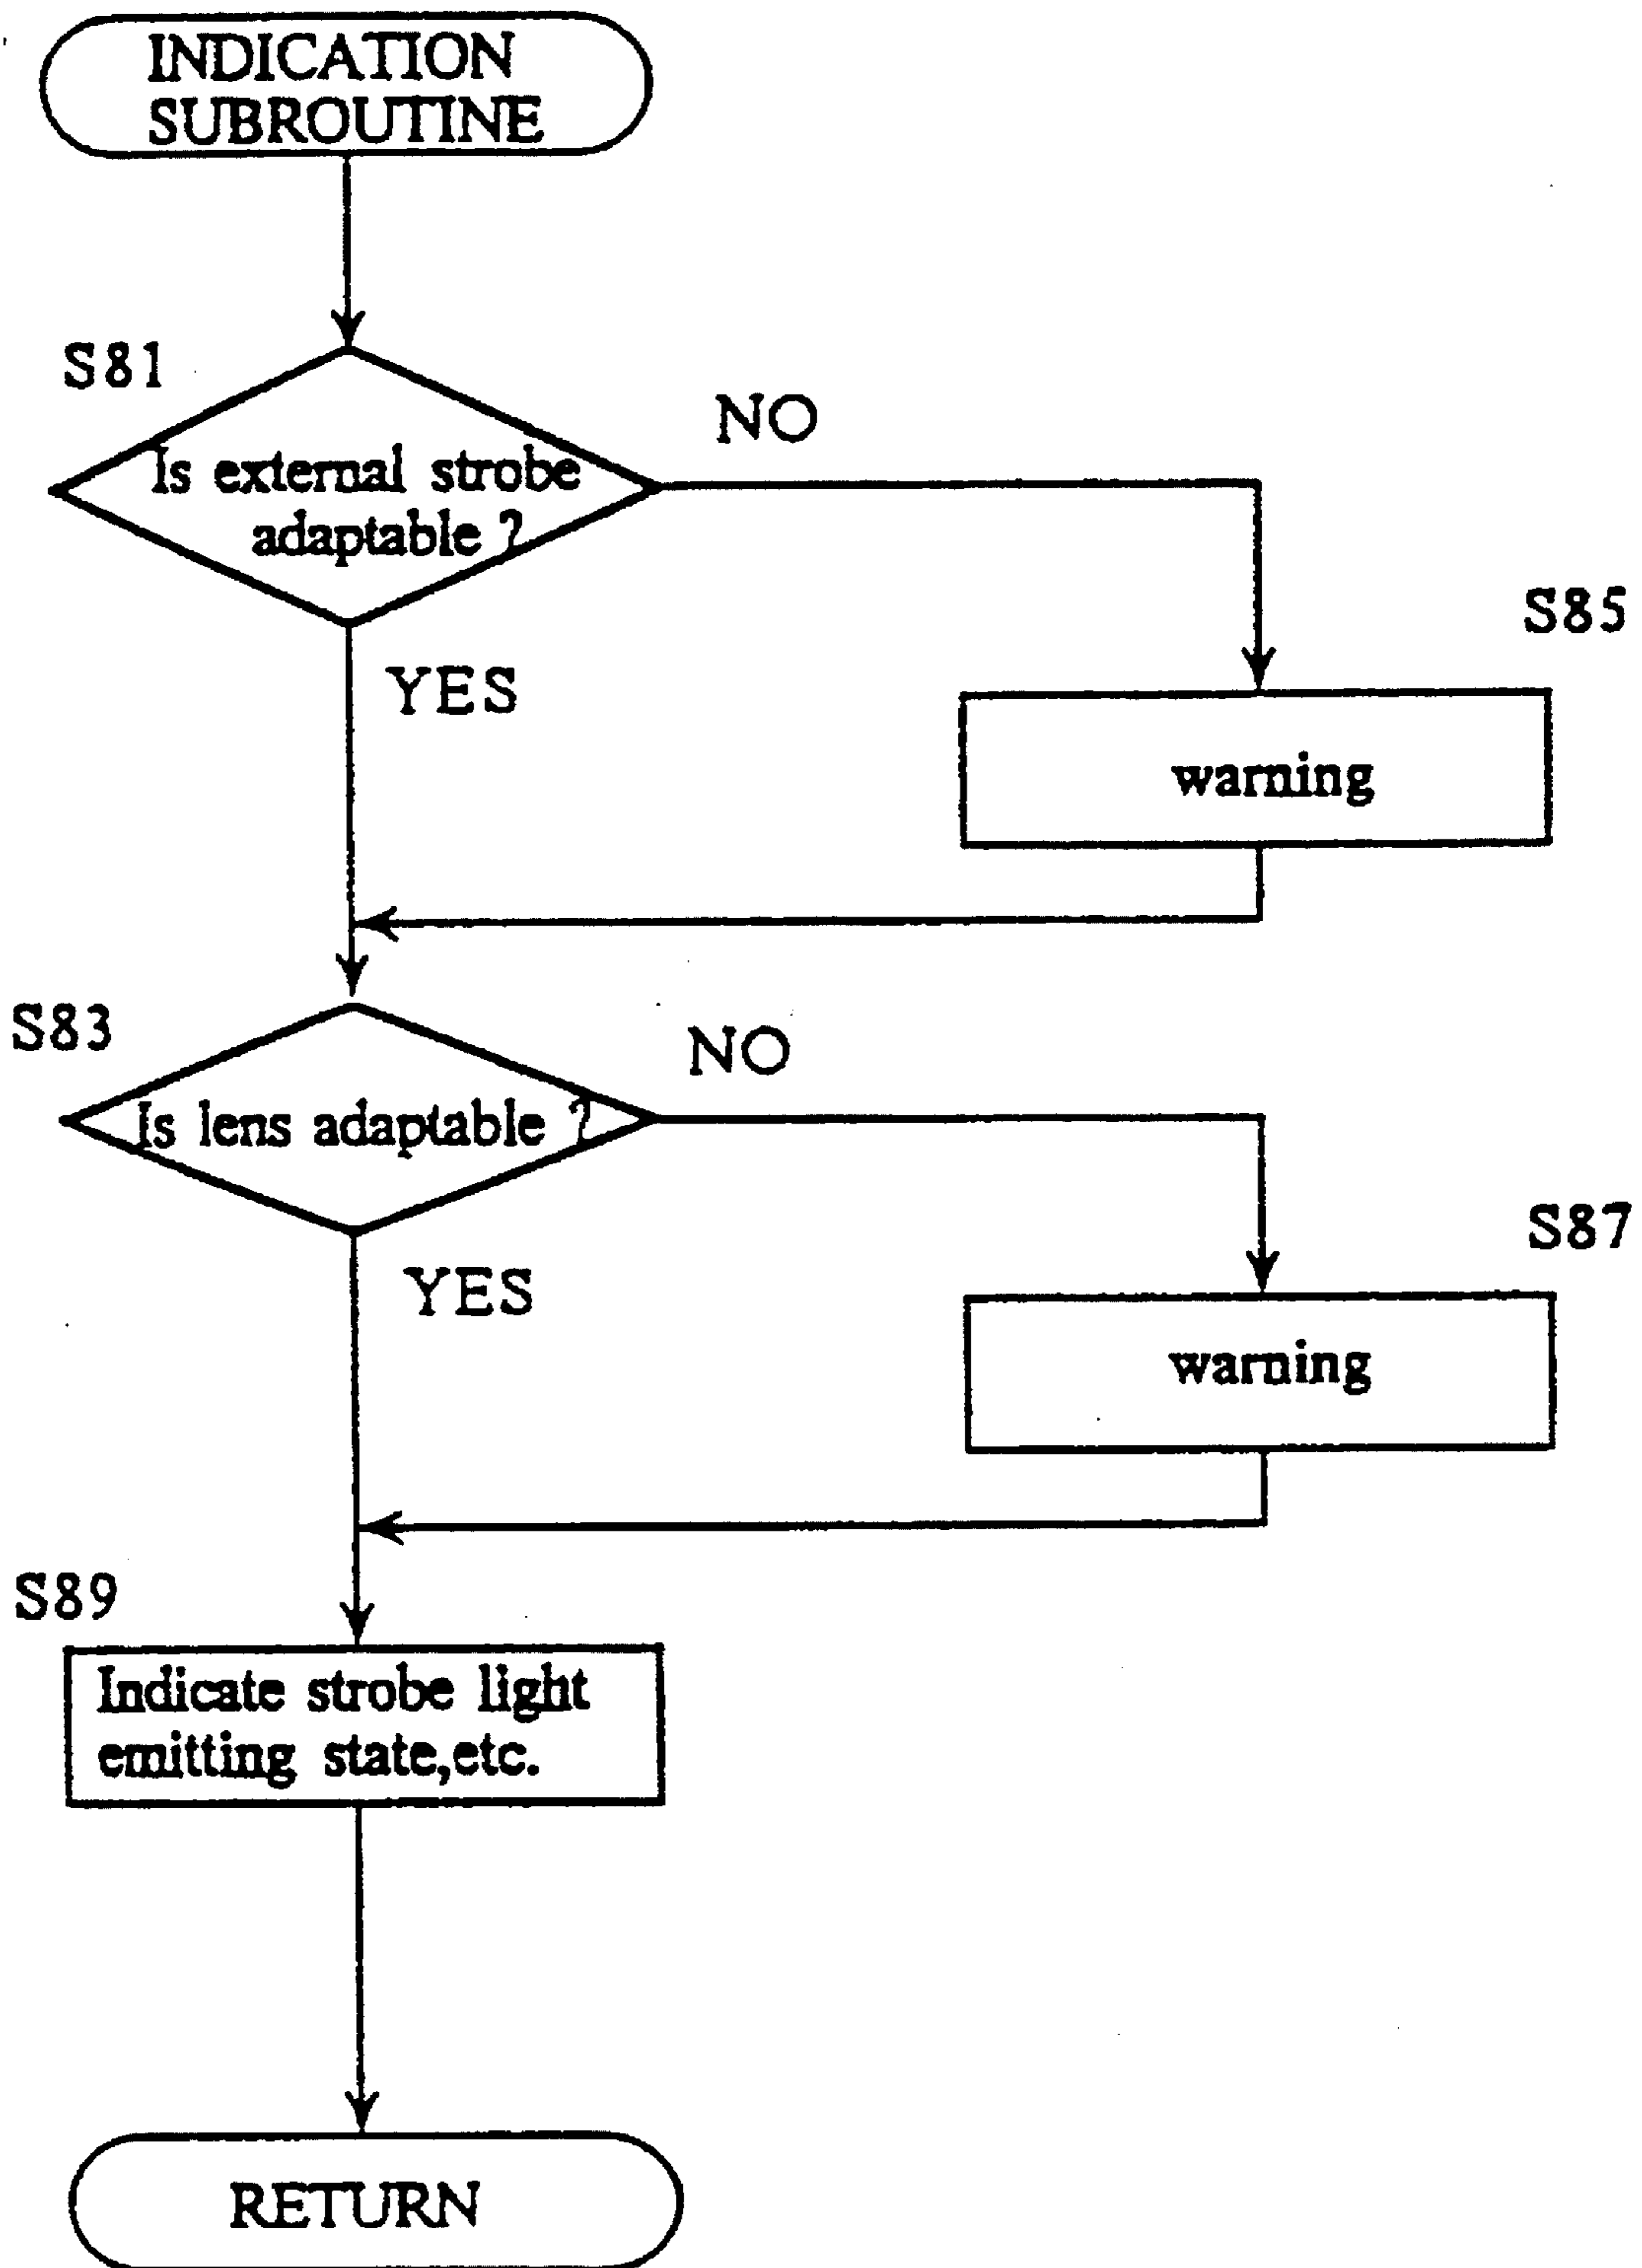 INDICATION
SUBROUTINE
S81
NO
Is external strobe
adaptable ?
S85
YES
warning
S83
NO
Is lens adaptable ?
S87
YES
warning
S89
Indicate strobe light
emitting state,etc.
RETURN